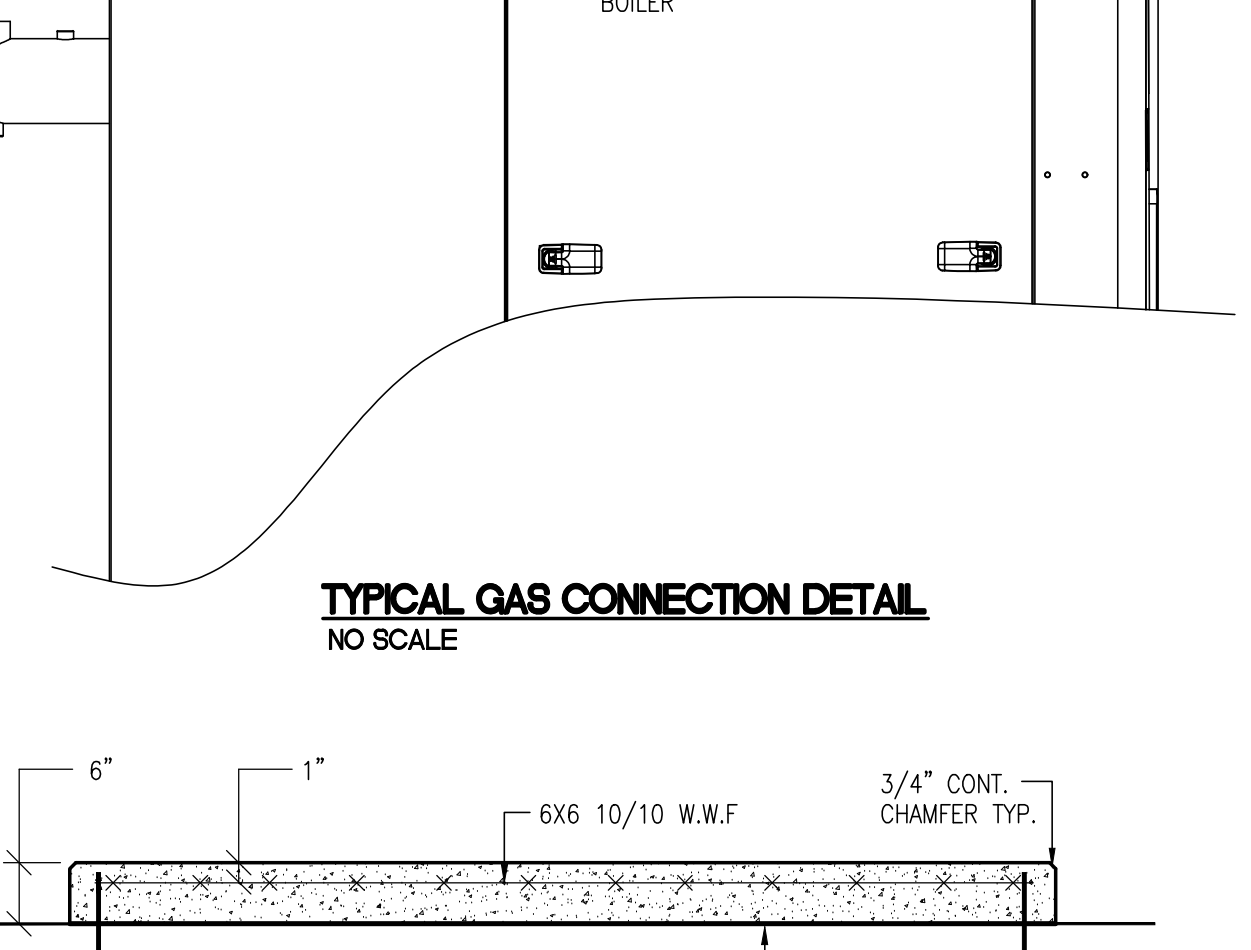 BOILER
TYPICAL GAS CONNECTION DETAIL
NO SCALE
6"
1"
3/4" CONT.
CHAMFER TYP.
6X6 10/10 W.W.F